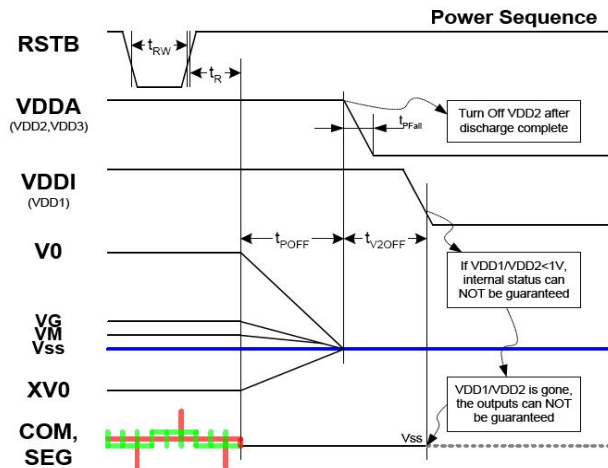 Power Sequence
RSTB
tRW
tR
VDDA
(VDD2,VDD3)
tPFall
Turn Off VDD2 after
discharge complete
VDDI
(VDD1)
tPOFF
tV2OFF
V0
If VDD1/VDD2<1V,
internal status can
NOT be guaranteed
VG
VM
Vss
XV0
VDD1/VDD2 is gone,
the outputs can NOT
be guaranteed
COM,
SEG
Vss